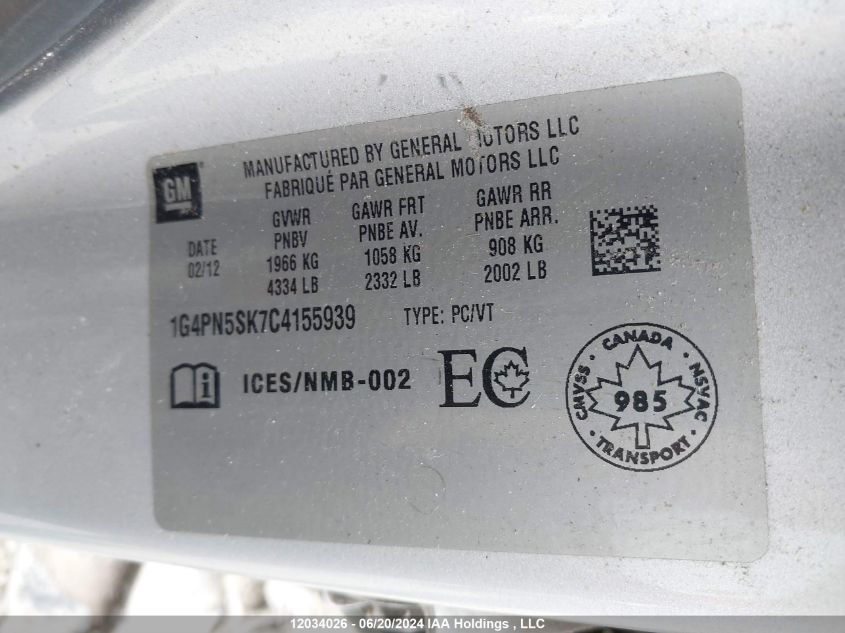 GM
MANUFACTURED BY GENERAL MOTORS LLC
FABRIQUÉ PAR GENERAL MOTORS LLC
DATE
02/12
GVWR
PNBV
1966 KG
4334 LB
GAWR FRT
PNBE AV.
1058 KG
2332 LB
GAWR RR
PNBE ARR.
908 KG
2002 LB
1G4PN5SK7C4155939 TYPE: PC/VT
i ICES/NMB-002 EC
CANADA
CMVSS 985 NSVAC
TRANSPORT
12034026 - 06/20/2024 IAA Holdings , LLC